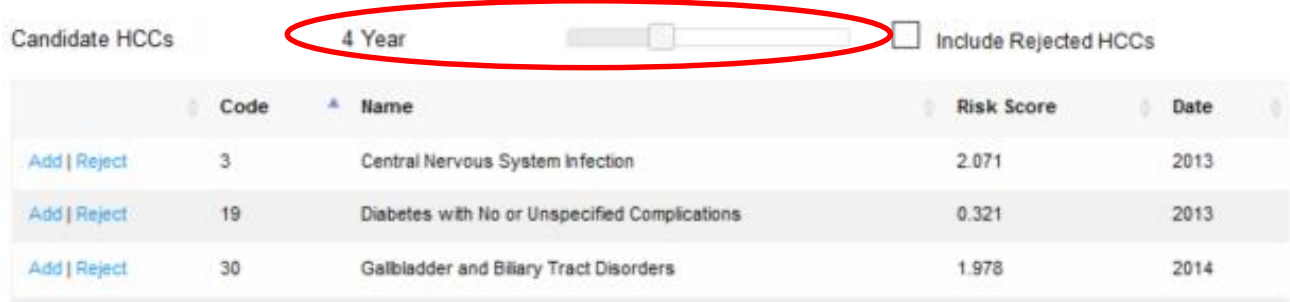 Candidate HCCs 4 Year Include Rejected HCCs
Code Name Risk Score Date
Add | Reject 3 Central Nervous System Infection 2.071 2013
Add | Reject 19 Diabetes with No or Unspecified Complications 0.321 2013
Add | Reject 30 Gallbladder and Biliary Tract Disorders 1.978 2014